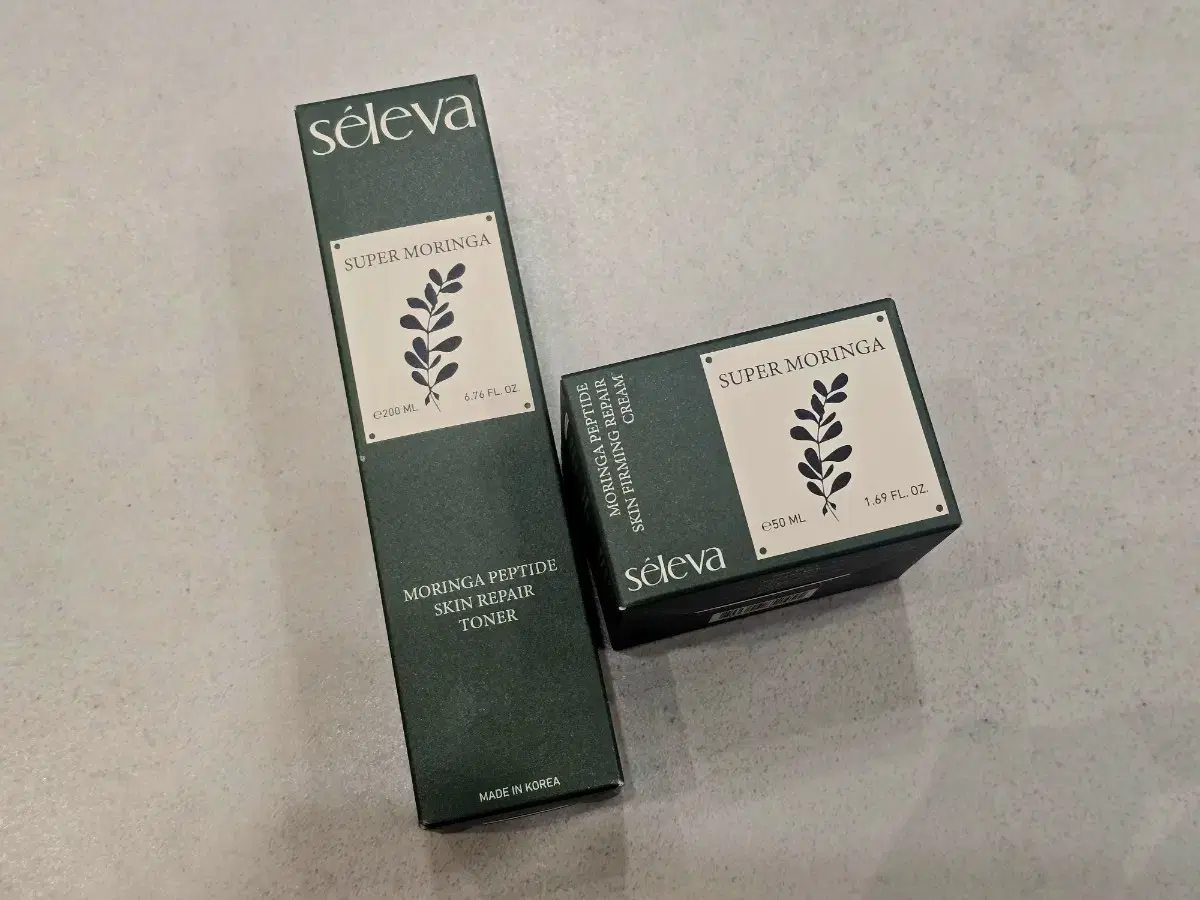 séleva
SUPER MORINGA
℮200 ML
6.76 FL. OZ.
MORINGA PEPTIDE
SKIN REPAIR
TONER
MADE IN KOREA
MORINGA PEPTIDE
SKIN FIRMING REPAIR
CREAM
séleva
SUPER MORINGA
℮50 ML
1.69 FL. OZ.